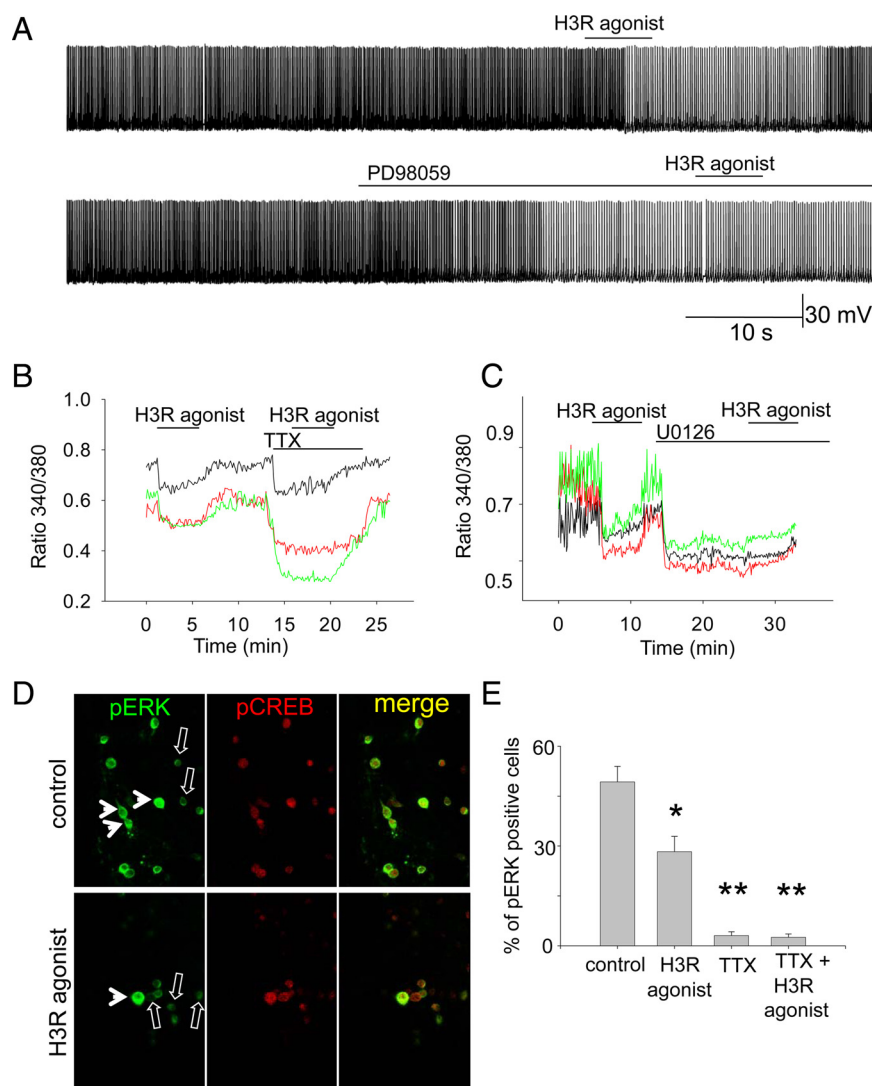 A
H3R agonist
PD98059
H3R agonist
30 mV
10 s
B
1.0
0.8
0.6
0.4
0.2
Ratio 340/380
H3R agonist
H3R agonist
TTX
0 5 10 15 20 25
Time (min)
C
0.9
0.7
0.5
Ratio 340/380
H3R agonist
H3R agonist
U0126
0 10 20 30
Time (min)
D
pERK
pCREB
merge
control
H3R agonist
E
60
30
0
% of pERK positive cells
*
**
**
control
H3R
agonist
TTX
TTX +
H3R
agonist